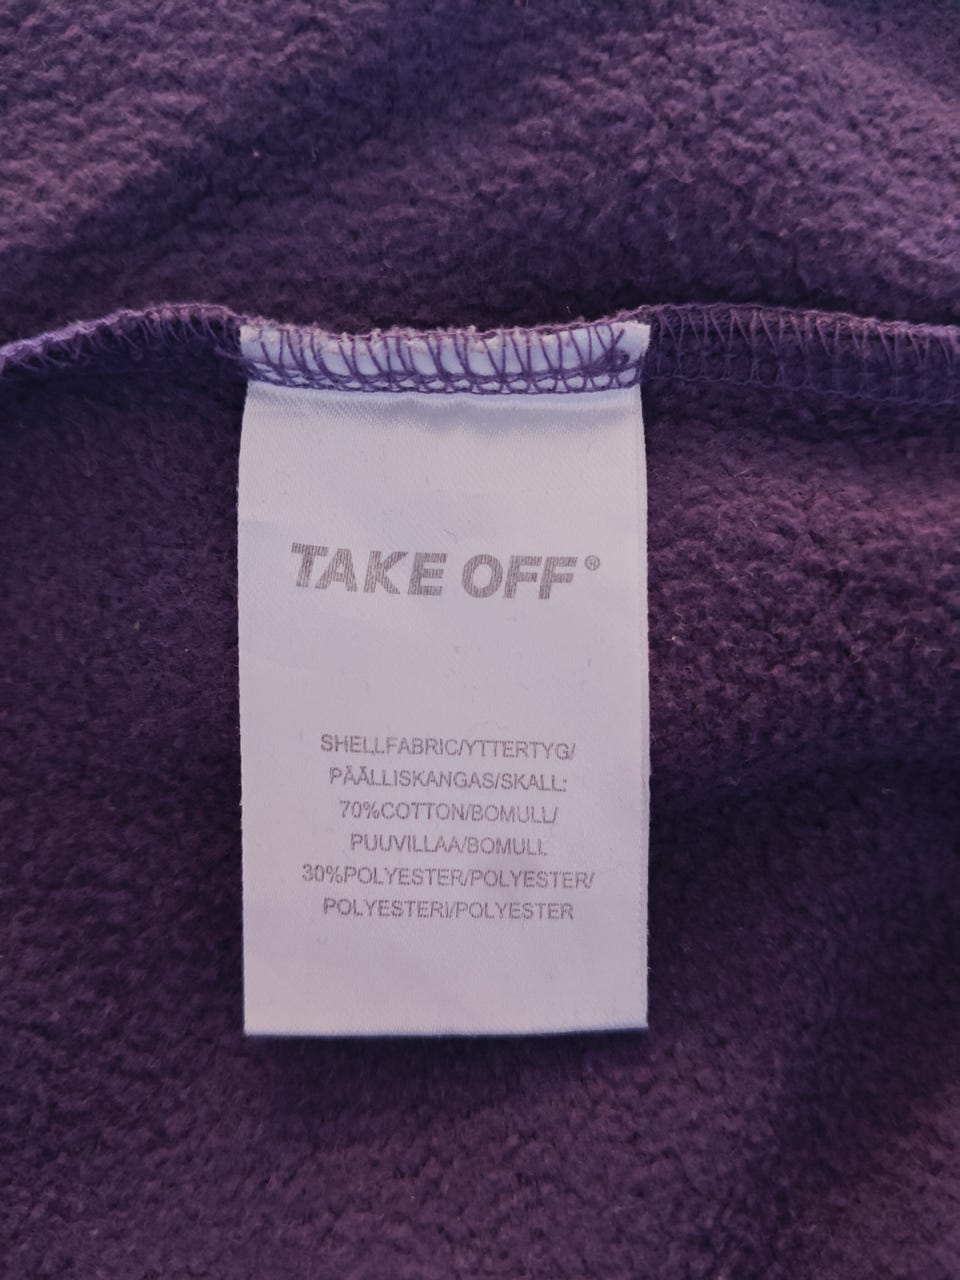 TAKE OFF®
SHELLFABRIC/YTTERTYG/
PÄÄLLISKANGAS/SKALL:
70%COTTON/BOMULL/
PUUVILLAA/BOMULL
30%POLYESTER/POLYESTER/
POLYESTERI/POLYESTER